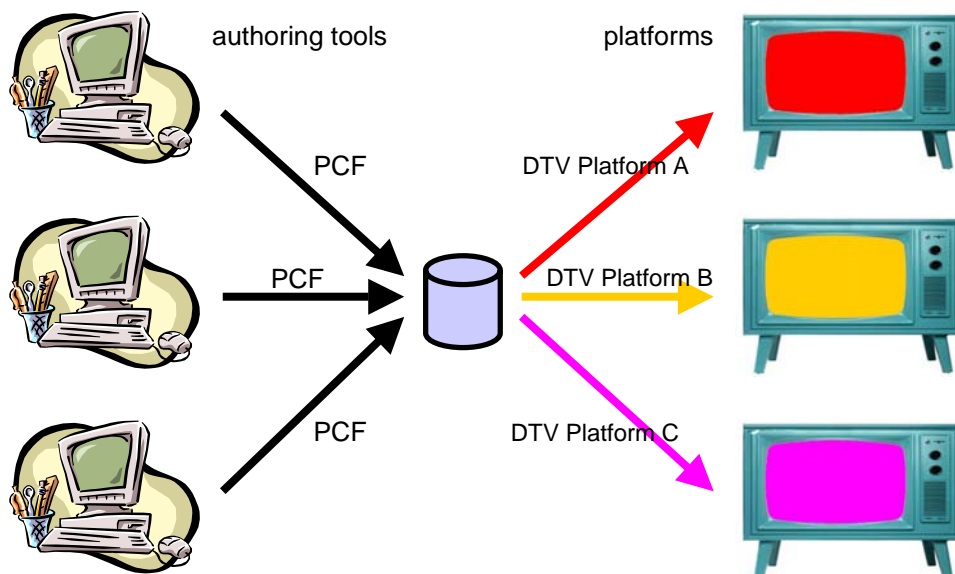 authoring tools
platforms
PCF
DTV Platform A
PCF
DTV Platform B
PCF
DTV Platform C